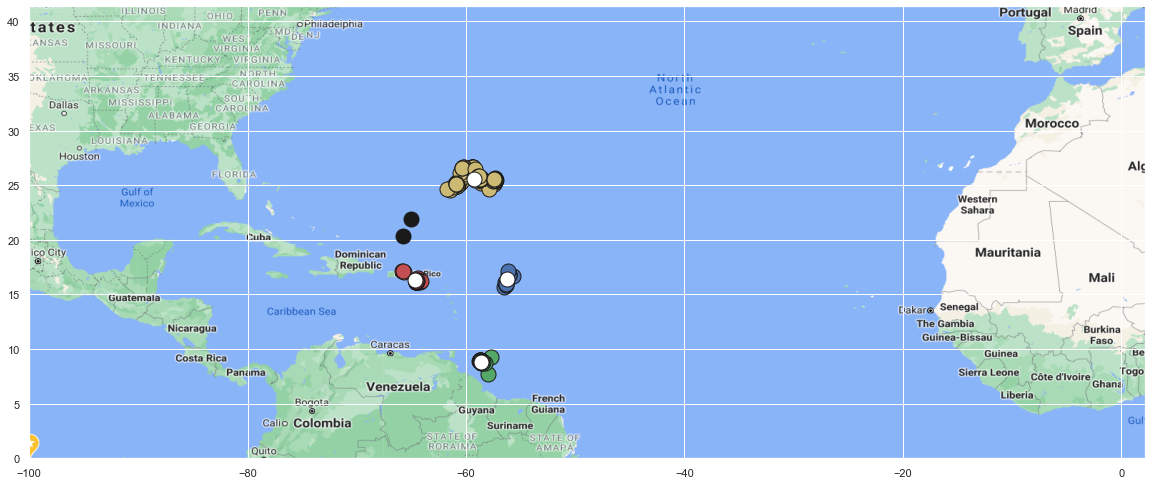 40
35
30
25
20
15
10
5
0
−100
−80
−60
−40
−20
0
tates
ILLINOIS
OHIO
PENN
INDIANA
Philadelphia
MD
DE NJ
KANSAS
MISSOURI
WEST
VIRGINIA
KENTUCKY
VIRGINIA
OKLAHOMA
TENNESSEE
NORTH
CAROLINA
ARKANSAS
MISSISSIPPI
SOUTH
CAROLINA
Dallas
ALABAMA
GEORGIA
EXAS
LOUISIANA
Houston
FLORIDA
Gulf of
Mexico
North
Atlantic
Ocean
Portugal
Madrid
Spain
Morocco
Alg
Western
Sahara
Mauritania
Mali
Cuba
ico City
Dominican
Republic
Rico
Guatemala
Caribbean Sea
Nicaragua
Costa Rica
Panama
Caracas
Venezuela
Bogota
Cali
Colombia
Guyana
French
Guiana
Suriname
STATE OF
RORAIMA
STATE OF
AMAPA
Quito
Dakar
Senegal
The Gambia
Guinea-Bissau
Guinea
Sierra Leone
Liberia
Côte d'Ivoire
Burkina
Faso
Be
Togo
Ghana
Gulf